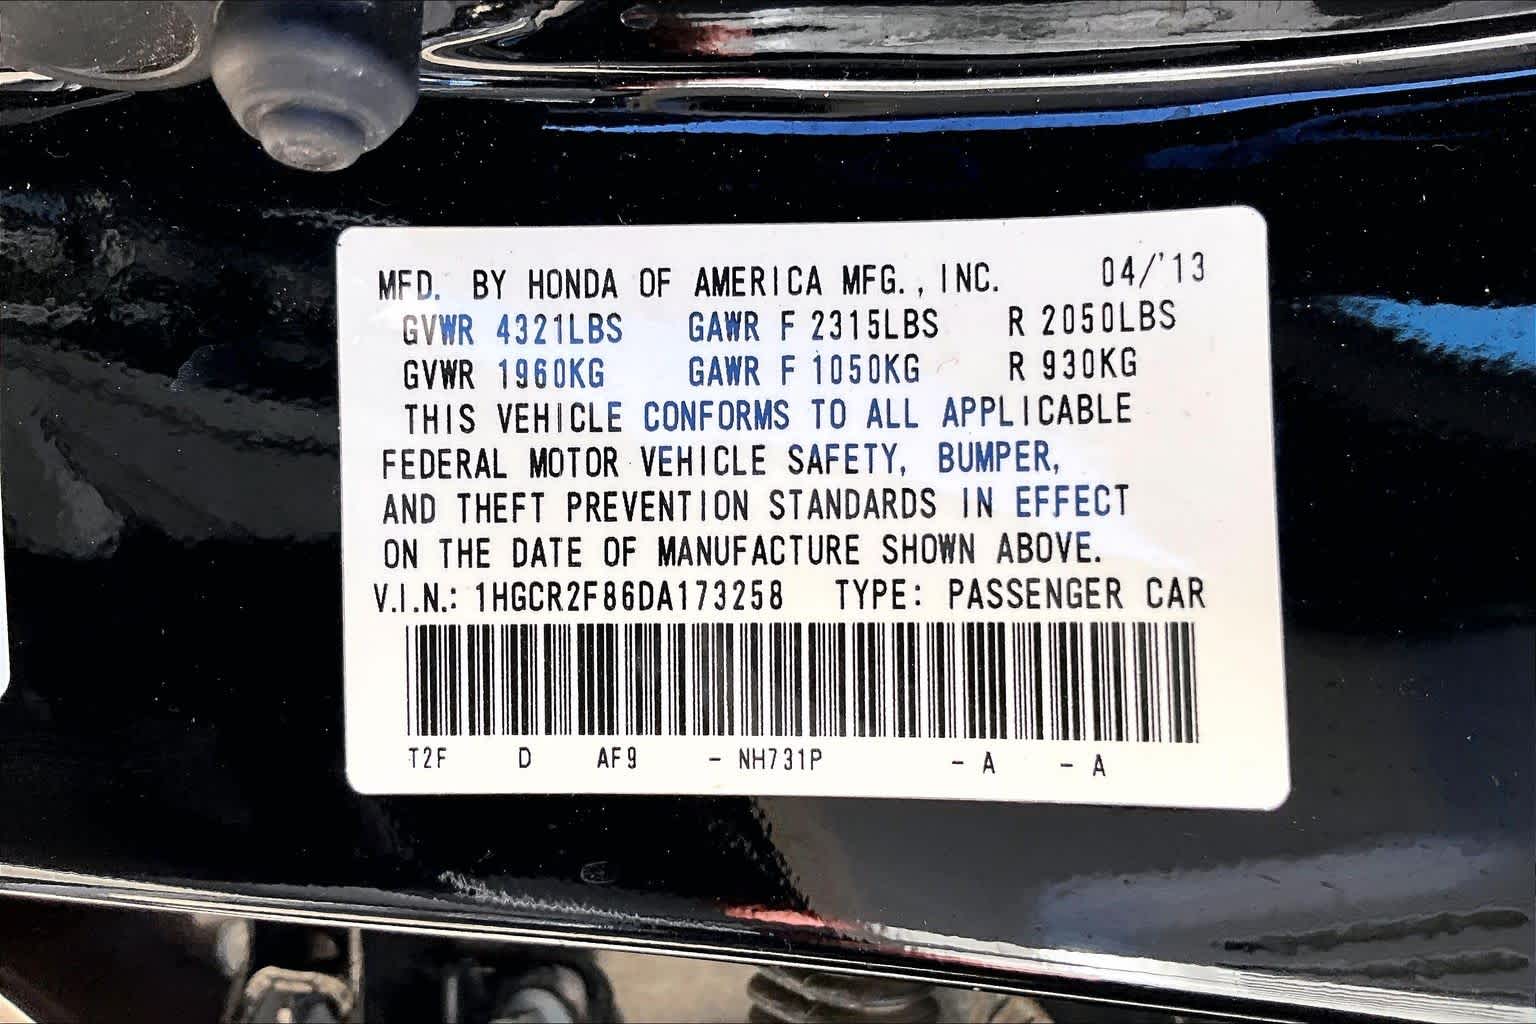 MFD. BY HONDA OF AMERICA MFG., INC. 04/'13
GVWR 4321LBS GAWR F 2315LBS R 2050LBS
GVWR 1960KG GAWR F 1050KG R 930KG
THIS VEHICLE CONFORMS TO ALL APPLICABLE
FEDERAL MOTOR VEHICLE SAFETY, BUMPER,
AND THEFT PREVENTION STANDARDS IN EFFECT
ON THE DATE OF MANUFACTURE SHOWN ABOVE.
V.I.N.: 1HGCR2F86DA173258 TYPE: PASSENGER CAR
T2F D AF9 - NH731P - A - A